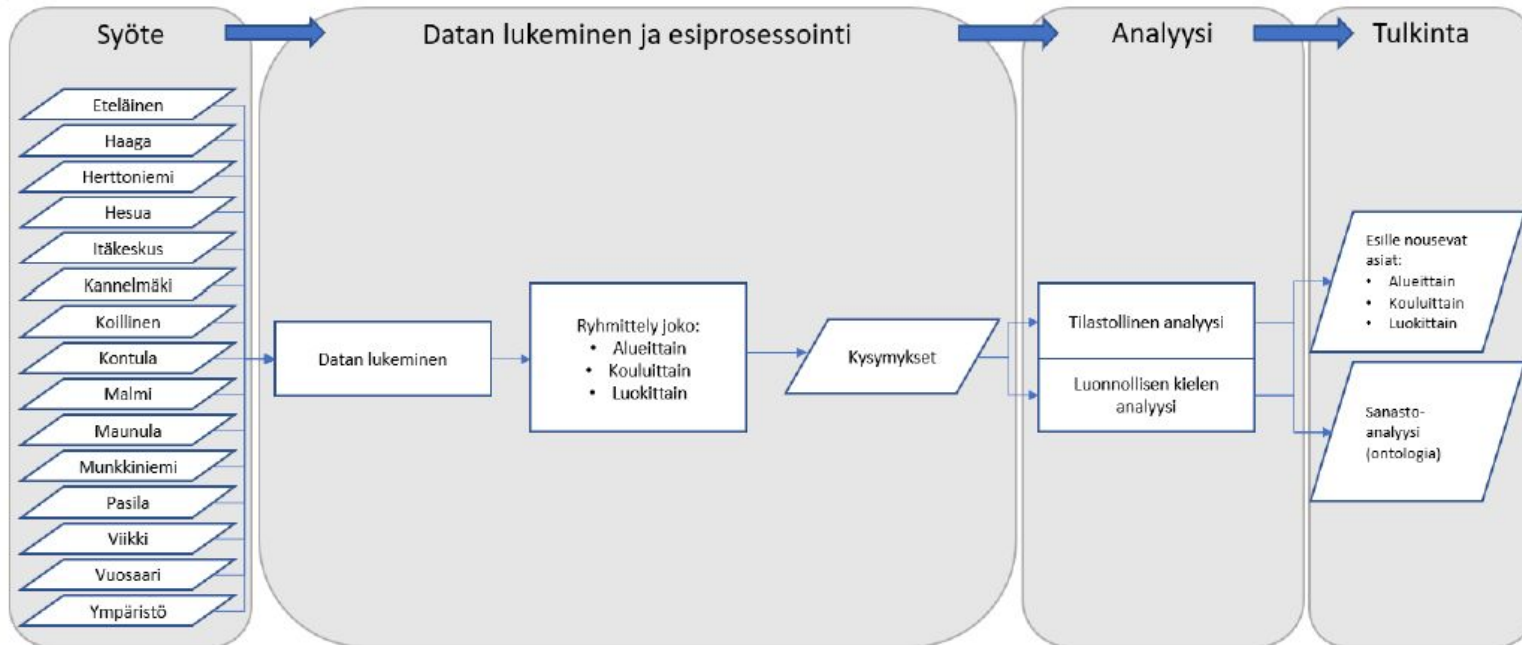 Syöte
Datan lukeminen ja esiprosessointi
Analyysi
Tulkinta
Eteläinen
Haaga
Herttoniemi
Hesua
Itäkeskus
Kannelmäki
Koillinen
Kontula
Malmi
Maunula
Munkkiniemi
Pasila
Viikki
Vuosaari
Ympäristö
Datan lukeminen
Ryhmittely joko:
• Alueittain
• Kouluittain
• Luokittain
Kysymykset
Tilastollinen analyysi
Luonnollisen kielen
analyysi
Esille nousevat
asiat:
• Alueittain
• Kouluittain
• Luokittain
Sanasto-
analyysi
(ontologia)